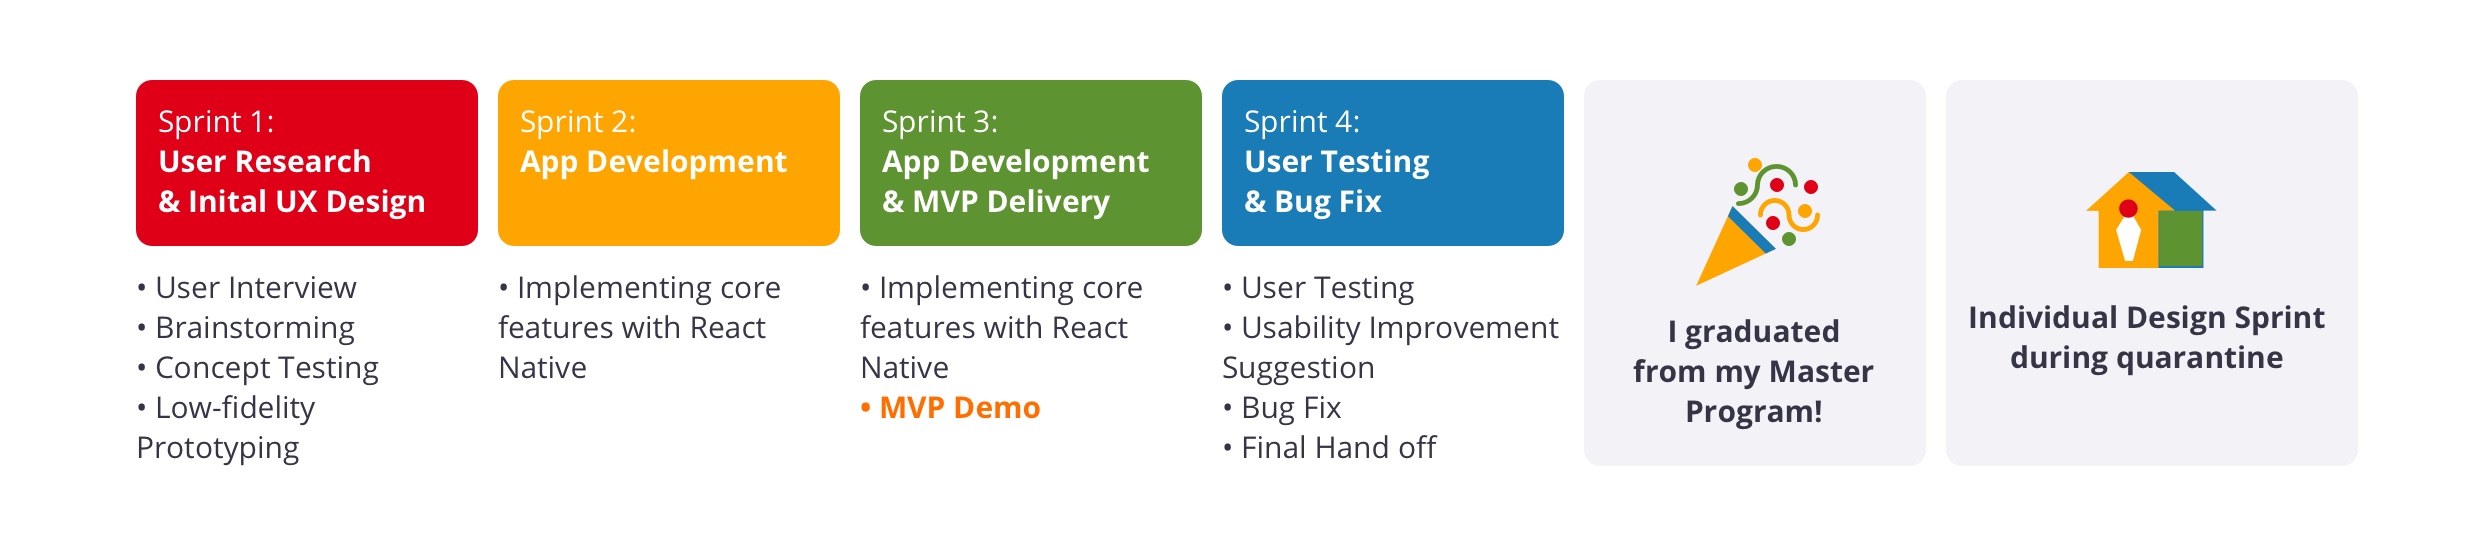 Sprint 1:
User Research
& Inital UX Design
• User Interview
• Brainstorming
• Concept Testing
• Low-fidelity
Prototyping
Sprint 2:
App Development
• Implementing core
features with React
Native
Sprint 3:
App Development
& MVP Delivery
• Implementing core
features with React
Native
• MVP Demo
Sprint 4:
User Testing
& Bug Fix
• User Testing
• Usability Improvement
Suggestion
• Bug Fix
• Final Hand off
I graduated
from my Master
Program!
Individual Design Sprint
during quarantine